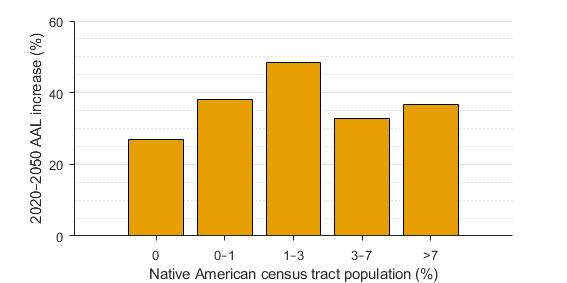 60
40
20
0
2020–2050 AAL increase (%)
0 0–1 1–3 3–7 >7
Native American census tract population (%)